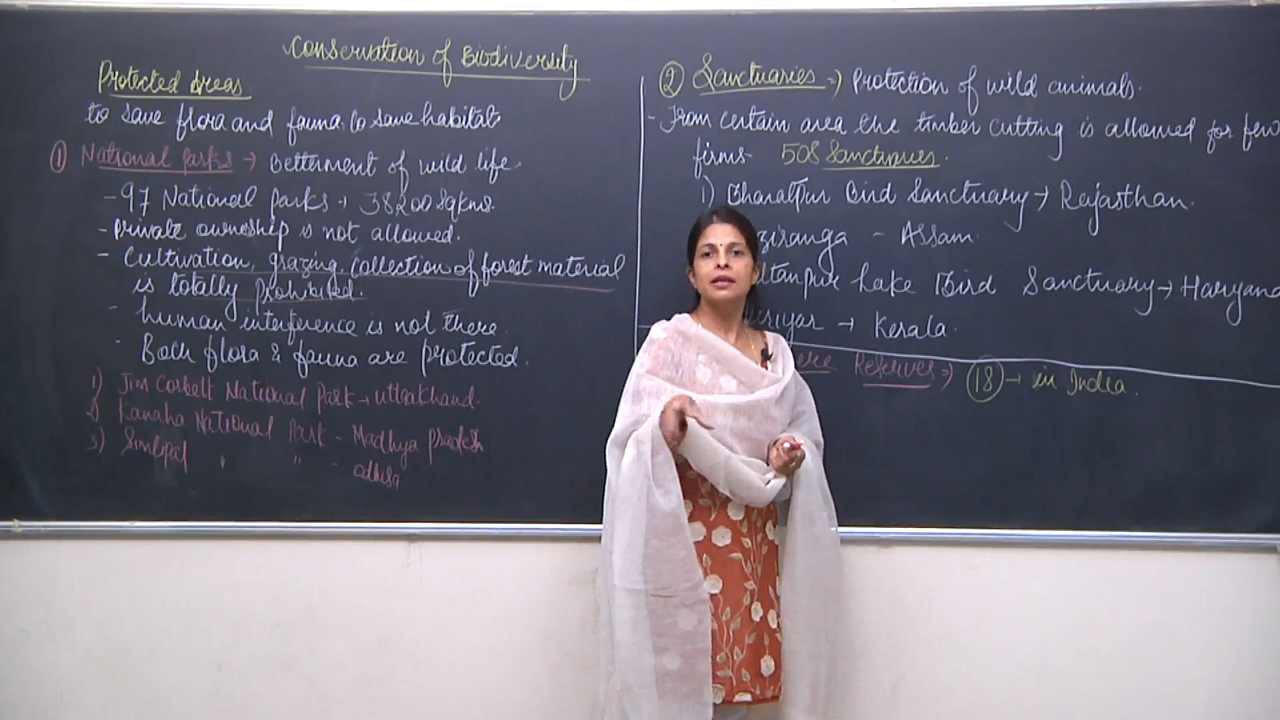 Conservation of Biodiversity
Protected areas
to save flora and fauna, to save habitat
① National parks → Betterment of wild life.
- 97 National parks → 38200 sqkms.
- Private ownership is not allowed.
- Cultivation, grazing, collection of forest material
is totally prohibited.
- human interference is not there.
- Both flora & fauna are protected.
1) Jim Corbett National Park → Uttrakhand.
2) Kanaha National Park - Madhya pradesh
3) Simlipal " " - odhisa
② Sanctuaries → Protection of wild animals.
- From certain area the timber cutting is allowed for few
firms - 508 Sanctuaries.
1) Bharatpur Bird Sanctuary → Rajasthan.
ziranga - Assam.
ltanpur Lake Bird Sanctuary → Haryana
riyar → Kerala.
ere Reserves → ⑱ → in India.